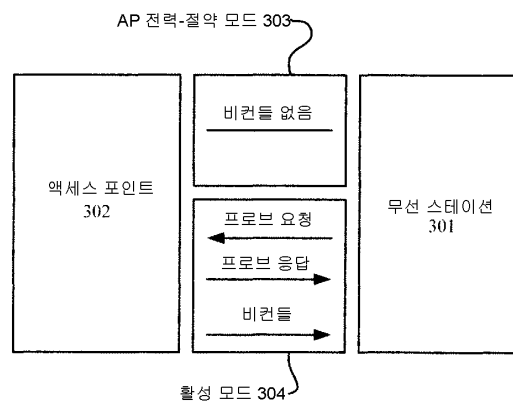 AP 전력-절약 모드 303
비컨들 없음
액세스 포인트
302
무선 스테이션
301
프로브 요청
프로브 응답
비컨들
활성 모드 304